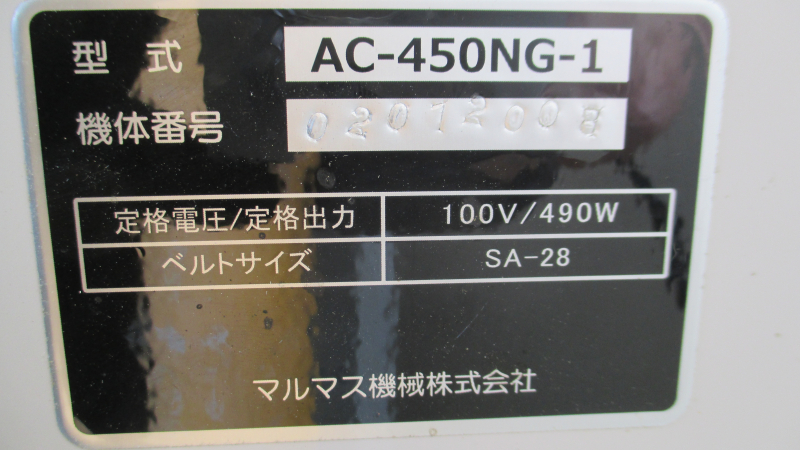 型式 AC-450NG-1
機体番号 02012008
定格電圧/定格出力 100V/490W
ベルトサイズ SA-28
マルマス機械株式会社